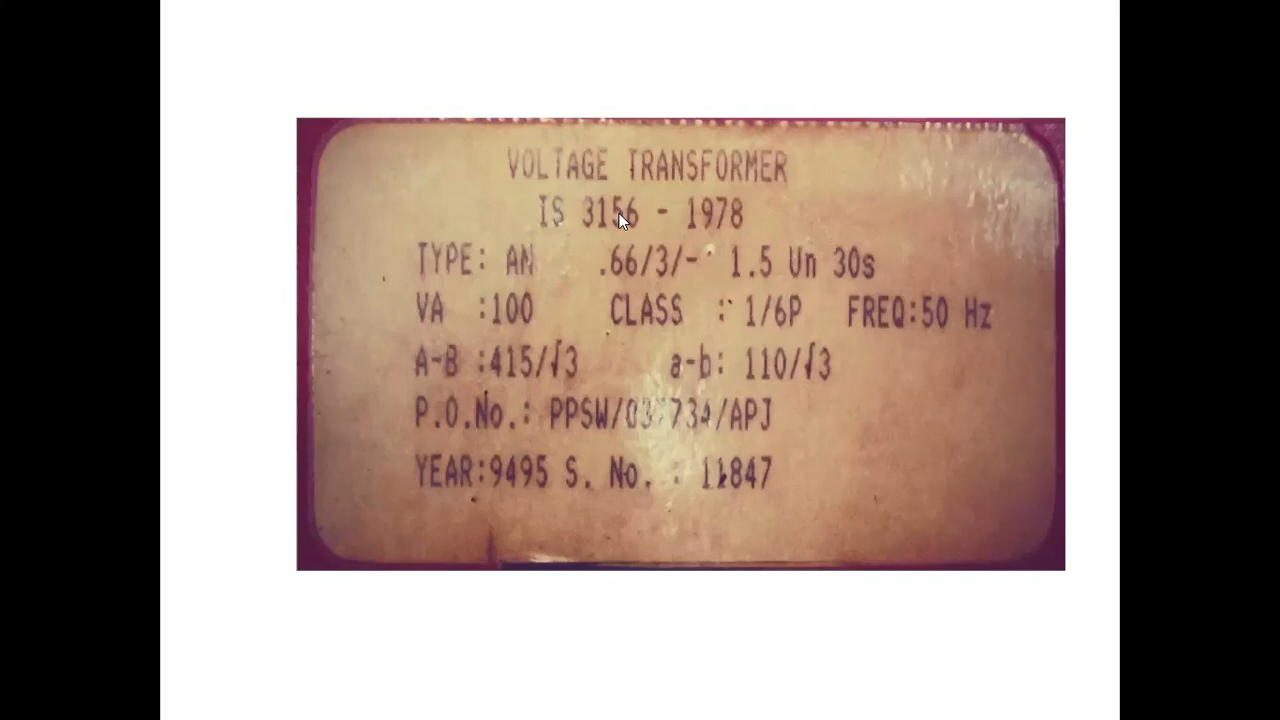 VOLTAGE TRANSFORMER
IS 3156 - 1978
TYPE: AN .66/3/- 1.5 Un 30s
VA :100 CLASS : 1/6P FREQ:50 Hz
A-B :415/√3 a-b: 110/√3
P.O.No.:
YEAR:9495 S. No. : 11847